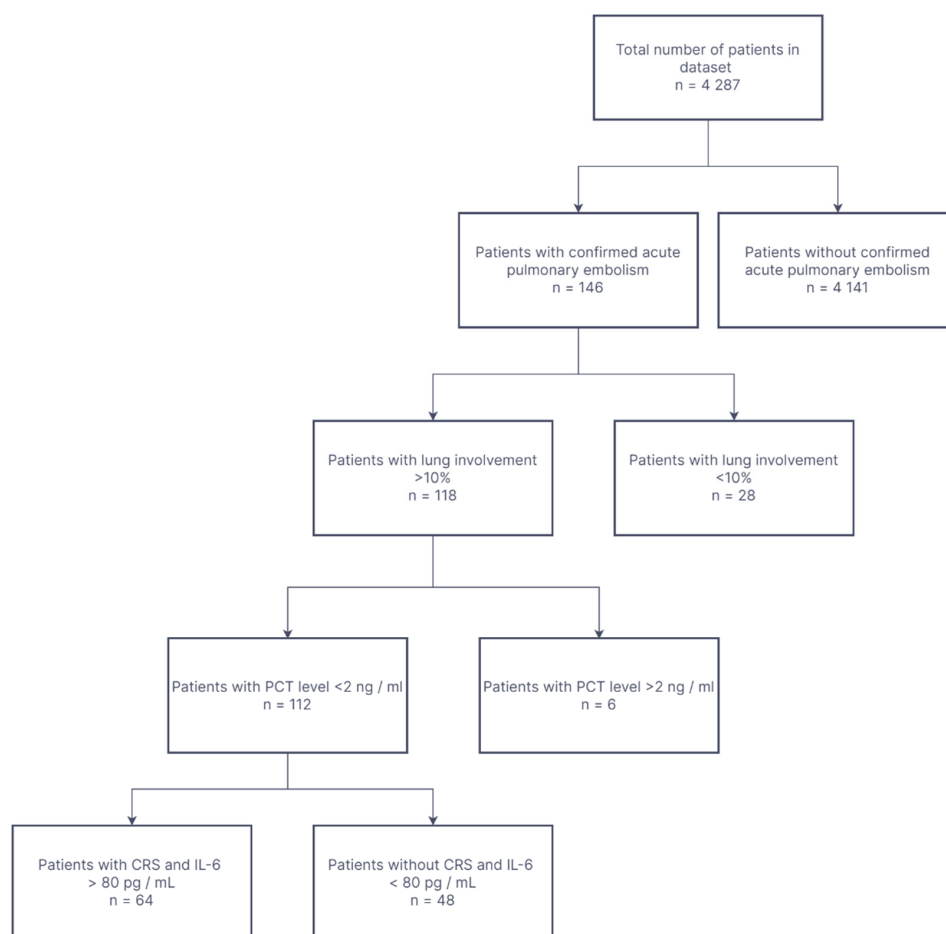 Total number of patients in
dataset
n = 4 287
Patients with confirmed acute
pulmonary embolism
n = 146
Patients without confirmed
acute pulmonary embolism
n = 4 141
Patients with lung involvement
>10%
n = 118
Patients with lung involvement
<10%
n = 28
Patients with PCT level <2 ng / ml
n = 112
Patients with PCT level >2 ng / ml
n = 6
Patients with CRS and IL-6
> 80 pg / mL
n = 64
Patients without CRS and IL-6
< 80 pg / mL
n = 48